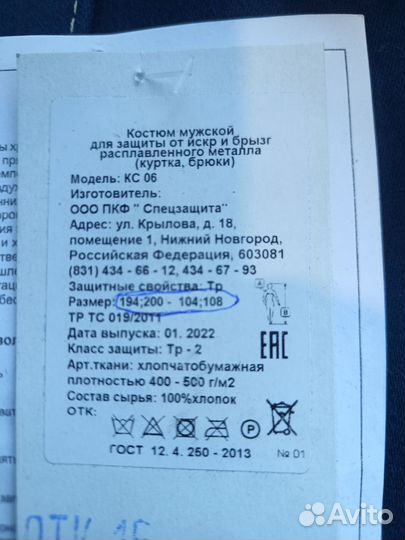 Костюм мужской
для защиты от искр и брызг
расплавленного металла
(куртка, брюки)
Модель: КС 06
Изготовитель:
ООО ПКФ " Спецзащита"
Адрес: ул. Крылова, д. 18,
помещение 1, Нижний Новгород,
Российская Федерация, 603081
(831) 434 - 66 - 12, 434 - 67 - 93
Защитные свойства: Тр
Размер: 194;200 - 104;108
ТР ТС 019/2011
Дата выпуска: 01. 2022
Класс защиты: Тр - 2
Арт.ткани: хлопчатобумажная
плотностью 400 - 500 г/м2
Состав сырья: 100%хлопок
ОТК:
ГОСТ 12. 4. 250 - 2013 № 01
A
B
EAC
P
ОТК 15
Avito